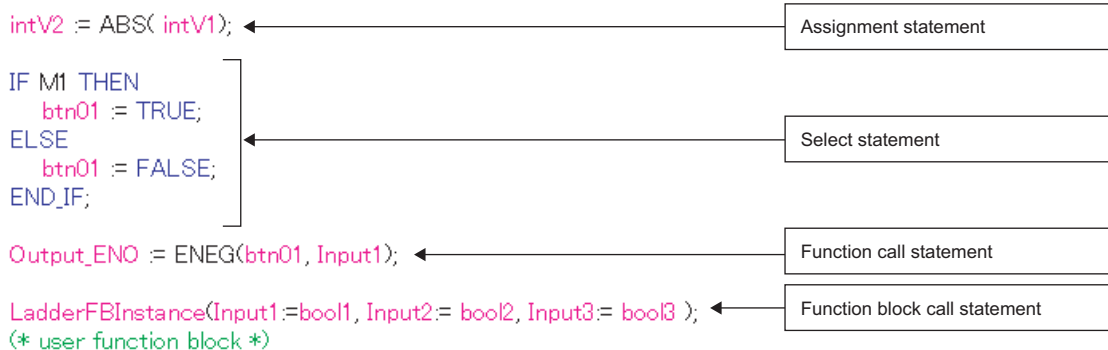 intV2 := ABS( intV1);
Assignment statement
IF M1 THEN
btn01 := TRUE;
ELSE
btn01 := FALSE;
END_IF;
Select statement
Output_ENO := ENEG(btn01, Input1);
Function call statement
LadderFBInstance(Input1:=bool1, Input2:= bool2, Input3:= bool3 );
Function block call statement
(* user function block *)